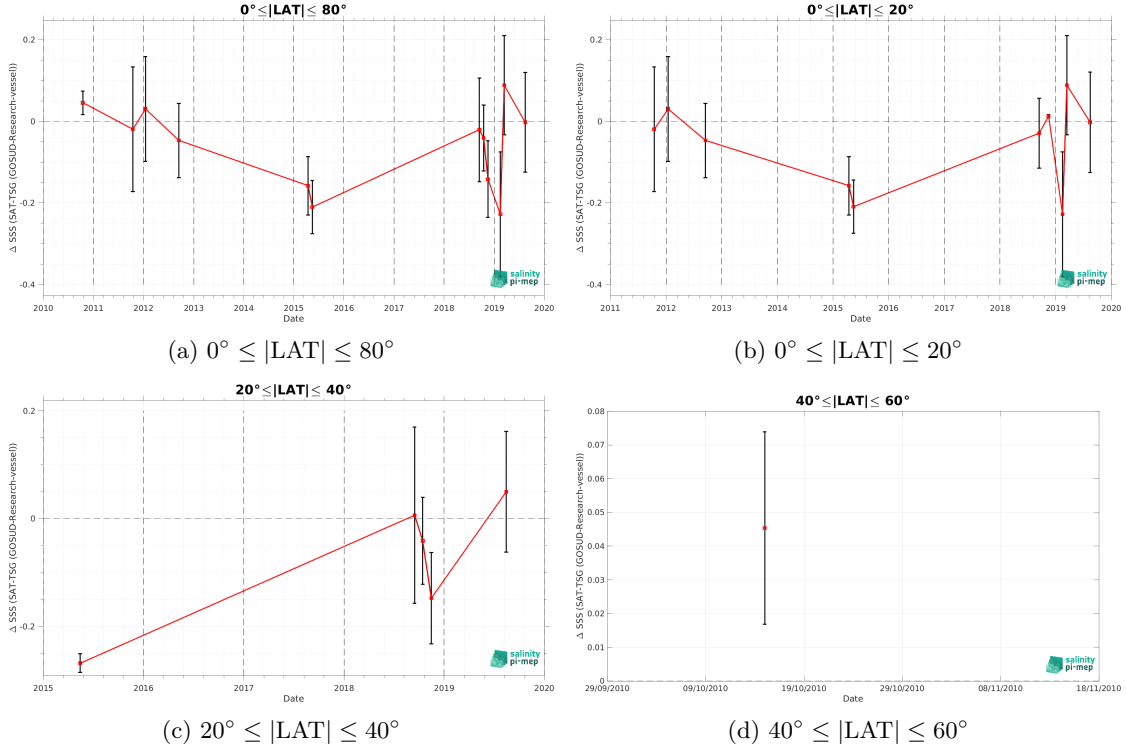 0°≤|LAT|≤ 80°
Δ SSS (SAT-TSG (GOSUD-Research-vessel))
0.2
0
-0.2
-0.4
2010 2011 2012 2013 2014 2015 2016 2017 2018 2019 2020
Date
salinity
pi-mep
(a) 0° ≤ |LAT| ≤ 80°
0°≤|LAT|≤ 20°
Δ SSS (SAT-TSG (GOSUD-Research-vessel))
0.2
0
-0.2
-0.4
2011 2012 2013 2014 2015 2016 2017 2018 2019 2020
Date
salinity
pi-mep
(b) 0° ≤ |LAT| ≤ 20°
20°≤|LAT|≤ 40°
Δ SSS (SAT-TSG (GOSUD-Research-vessel))
0.2
0
-0.2
2015 2016 2017 2018 2019 2020
Date
salinity
pi-mep
(c) 20° ≤ |LAT| ≤ 40°
40°≤|LAT|≤ 60°
Δ SSS (SAT-TSG (GOSUD-Research-vessel))
0.08
0.07
0.06
0.05
0.04
0.03
0.02
0.01
0
29/09/2010 09/10/2010 19/10/2010 29/10/2010 08/11/2010 18/11/2010
Date
salinity
pi-mep
(d) 40° ≤ |LAT| ≤ 60°